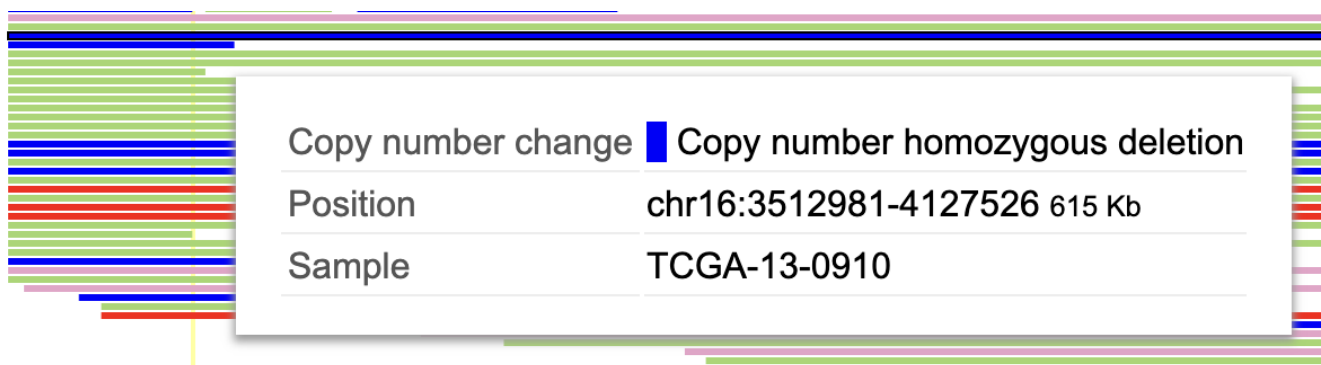 Copy number change Copy number homozygous deletion
Position chr16:3512981-4127526 615 Kb
Sample TCGA-13-0910